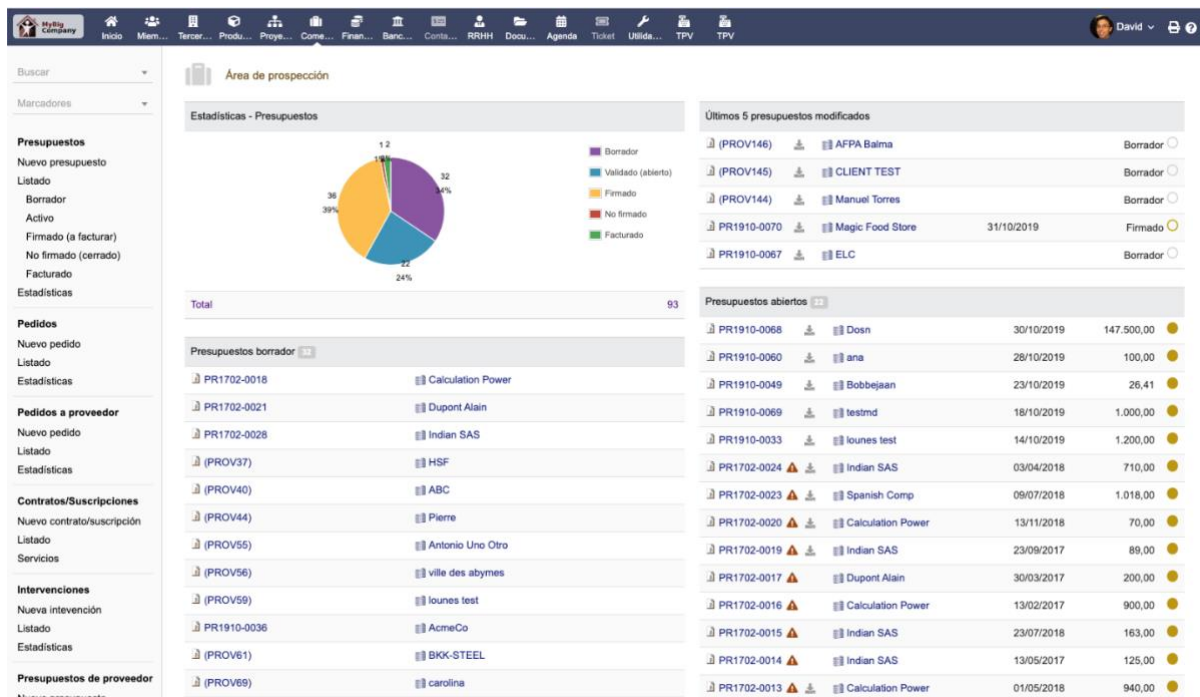 MyBig Company
Inicio Miem... Tercer... Produ... Proye... Come... Finan... Banc... Conta... RRHH Docu... Agenda Ticket Utilida... TPV TPV
David
Buscar
Marcadores
Presupuestos
Nuevo presupuesto
Listado
Borrador
Activo
Firmado (a facturar)
No firmado (cerrado)
Facturado
Estadísticas
Pedidos
Nuevo pedido
Listado
Estadísticas
Pedidos a proveedor
Nuevo pedido
Listado
Estadísticas
Contratos/Suscripciones
Nuevo contrato/suscripción
Listado
Servicios
Intervenciones
Nueva intevención
Listado
Estadísticas
Presupuestos de proveedor
Área de prospección
Estadísticas - Presupuestos
1 2
32
34%
36
39%
22
24%
Borrador
Validado (abierto)
Firmado
No firmado
Facturado
Total 93
Presupuestos borrador 32
PR1702-0018 Calculation Power
PR1702-0021 Dupont Alain
PR1702-0028 Indian SAS
(PROV37) HSF
(PROV40) ABC
(PROV44) Pierre
(PROV55) Antonio Uno Otro
(PROV56) ville des abymes
(PROV59) lounes test
PR1910-0036 AcmeCo
(PROV61) BKK-STEEL
(PROV69) carolina
Últimos 5 presupuestos modificados
(PROV146) AFPA Balma Borrador
(PROV145) CLIENT TEST Borrador
(PROV144) Manuel Torres Borrador
PR1910-0070 Magic Food Store 31/10/2019 Firmado
PR1910-0067 ELC Borrador
Presupuestos abiertos 22
PR1910-0068 Dosn 30/10/2019 147.500,00
PR1910-0060 ana 28/10/2019 100,00
PR1910-0049 Bobbejaan 23/10/2019 26,41
PR1910-0069 testmd 18/10/2019 1.000,00
PR1910-0033 lounes test 14/10/2019 1.200,00
PR1702-0024 Indian SAS 03/04/2018 710,00
PR1702-0023 Spanish Comp 09/07/2018 1.018,00
PR1702-0020 Calculation Power 13/11/2018 70,00
PR1702-0019 Indian SAS 23/09/2017 89,00
PR1702-0017 Dupont Alain 30/03/2017 200,00
PR1702-0016 Calculation Power 13/02/2017 900,00
PR1702-0015 Indian SAS 23/07/2018 163,00
PR1702-0014 Indian SAS 13/05/2017 125,00
PR1702-0013 Calculation Power 01/05/2018 940,00